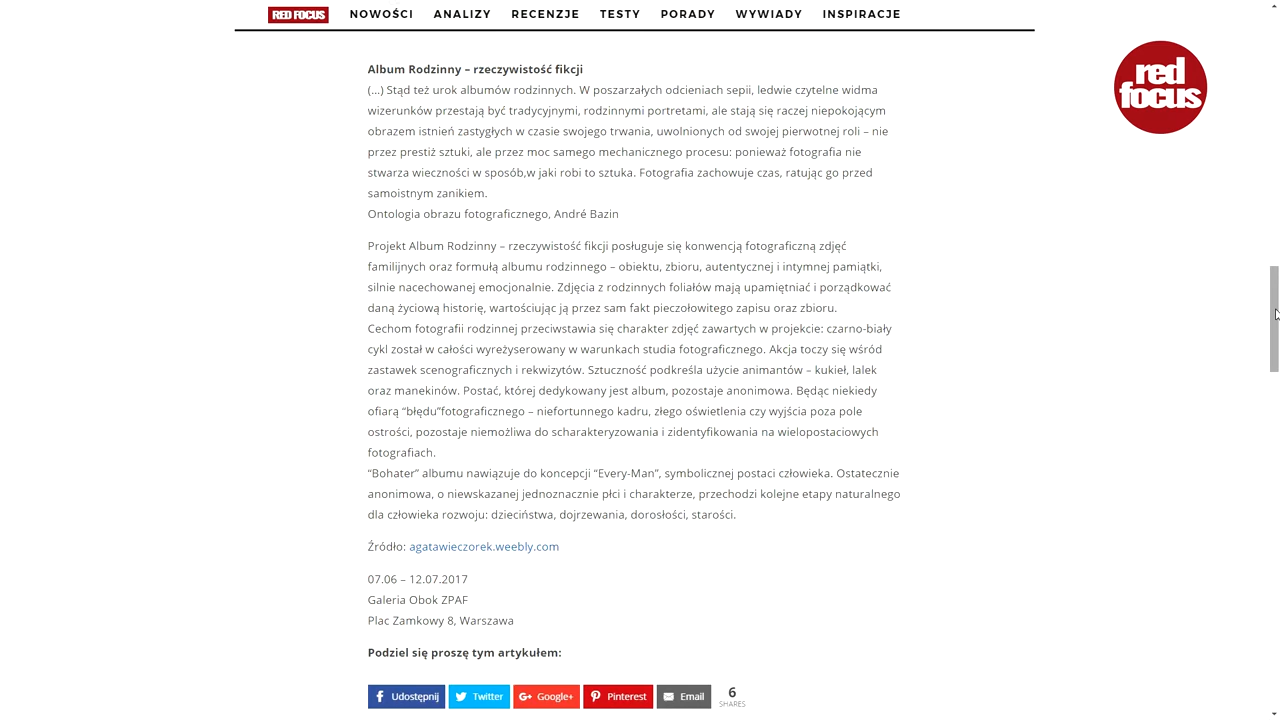 RED FOCUS NOWOŚCI ANALIZY RECENZJE TESTY PORADY WYWIADY INSPIRACJE
red
focus
Album Rodzinny – rzeczywistość fikcji
(...) Stąd też urok albumów rodzinnych. W poszarzałych odcieniach sepii, ledwie czytelne widma
wizerunków przestają być tradycyjnymi, rodzinnymi portretami, ale stają się raczej niepokojącym
obrazem istnień zastygłych w czasie swojego trwania, uwolnionych od swojej pierwotnej roli – nie
przez prestiż sztuki, ale przez moc samego mechanicznego procesu: ponieważ fotografia nie
stwarza wieczności w sposób,w jaki robi to sztuka. Fotografia zachowuje czas, ratując go przed
samoistnym zanikiem.
Ontologia obrazu fotograficznego, André Bazin
Projekt Album Rodzinny – rzeczywistość fikcji posługuje się konwencją fotograficzną zdjęć
familijnych oraz formułą albumu rodzinnego – obiektu, zbioru, autentycznej i intymnej pamiątki,
silnie nacechowanej emocjonalnie. Zdjęcia z rodzinnych foliałów mają upamiętniać i porządkować
daną życiową historię, wartościując ją przez sam fakt pieczołowitego zapisu oraz zbioru.
Cechom fotografii rodzinnej przeciwstawia się charakter zdjęć zawartych w projekcie: czarno-biały
cykl został w całości wyreżyserowany w warunkach studia fotograficznego. Akcja toczy się wśród
zastawek scenograficznych i rekwizytów. Sztuczność podkreśla użycie animantów – kukieł, lalek
oraz manekinów. Postać, której dedykowany jest album, pozostaje anonimowa. Będąc niekiedy
ofiarą “błędu”fotograficznego – niefortunnego kadru, złego oświetlenia czy wyjścia poza pole
ostrości, pozostaje niemożliwa do scharakteryzowania i zidentyfikowania na wielopostaciowych
fotografiach.
“Bohater” albumu nawiązuje do koncepcji “Every-Man”, symbolicznej postaci człowieka. Ostatecznie
anonimowa, o niewskazanej jednoznacznie płci i charakterze, przechodzi kolejne etapy naturalnego
dla człowieka rozwoju: dzieciństwa, dojrzewania, dorosłości, starości.
Źródło: agatawieczorek.weebly.com
07.06 – 12.07.2017
Galeria Obok ZPAF
Plac Zamkowy 8, Warszawa
Podziel się proszę tym artykułem:
Udostępnij Twitter Google+ Pinterest Email 6
SHARES